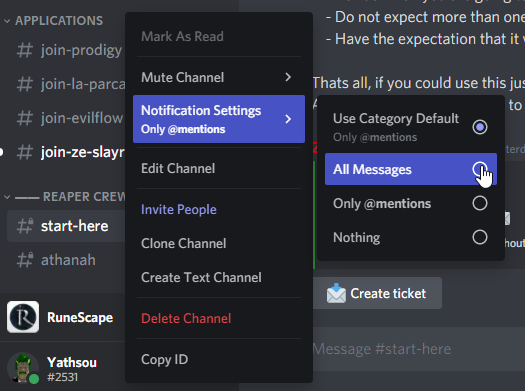 APPLICATIONS
# join-prodigy
# join-la-parca
# join-evilflow
# join-ze-slayr
REAPER CREW
# start-here
# athanah
RuneScape
Yathsou
#2531
Mark As Read
Mute Channel
Notification Settings
Only @mentions
Edit Channel
Invite People
Clone Channel
Create Text Channel
Delete Channel
Copy ID
- Do not expect more than one
- Have the expectation that it w
Thats all, if you could use this jus
to
Use Category Default
Only @mentions
All Messages
Only @mentions
Nothing
Create ticket
Message #start-here